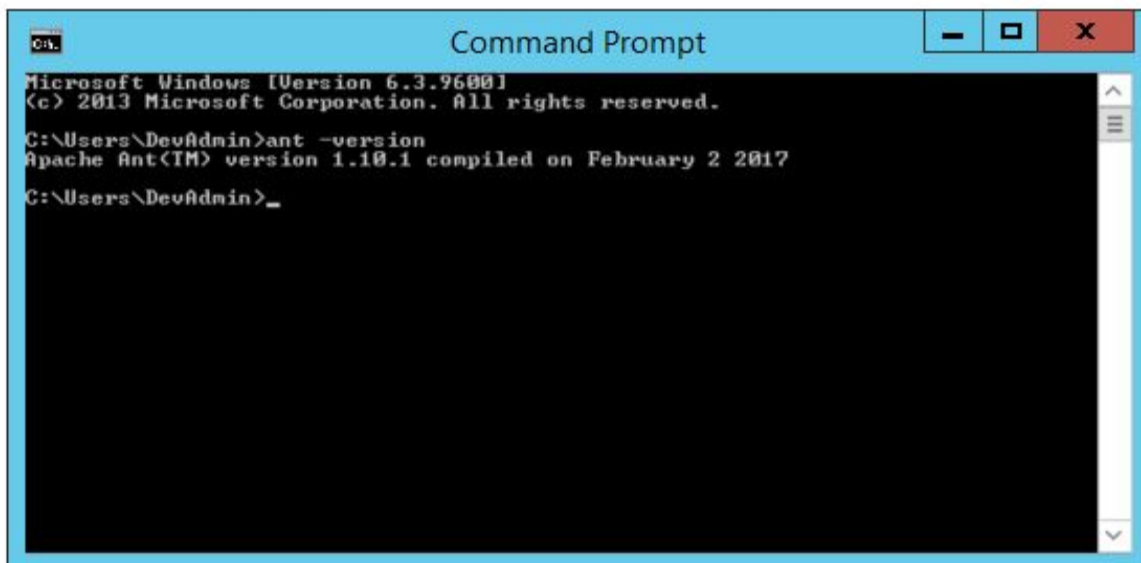 Command Prompt
Microsoft Windows [Version 6.3.9600]
(c) 2013 Microsoft Corporation. All rights reserved.
C:\Users\DevAdmin>ant -version
Apache Ant(TM) version 1.10.1 compiled on February 2 2017
C:\Users\DevAdmin>_